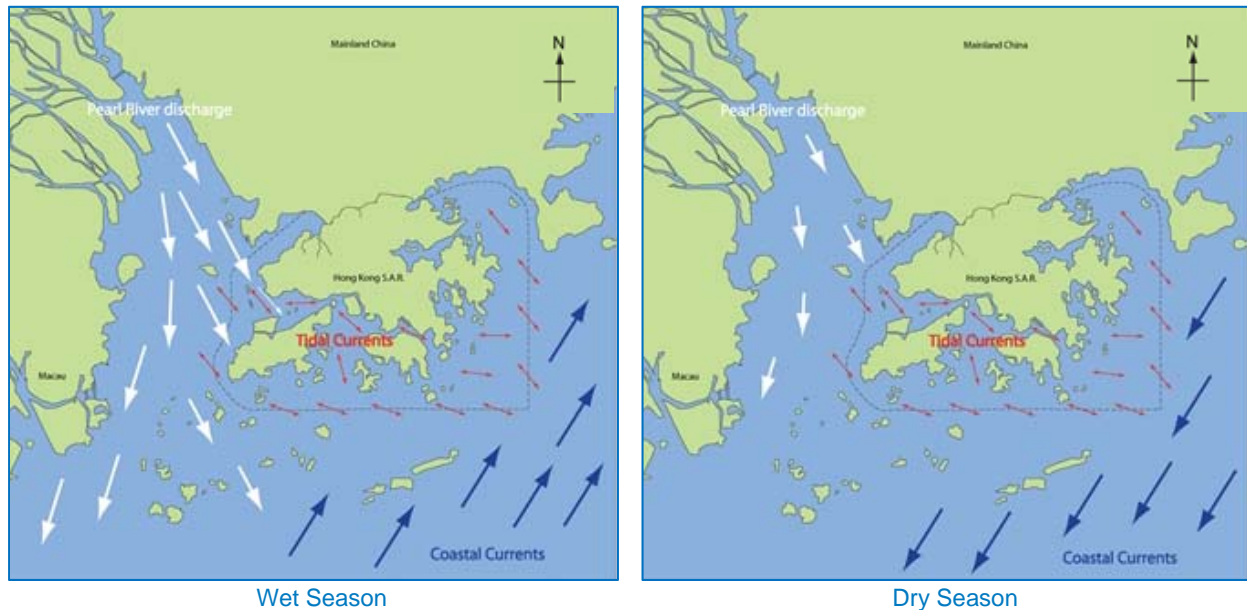 Mainland China
N
Pearl River discharge
Hong Kong S.A.R.
Tidal Currents
Macau
Coastal Currents
Wet Season
Mainland China
N
Pearl River discharge
Hong Kong S.A.R.
Tidal Currents
Macau
Coastal Currents
Dry Season